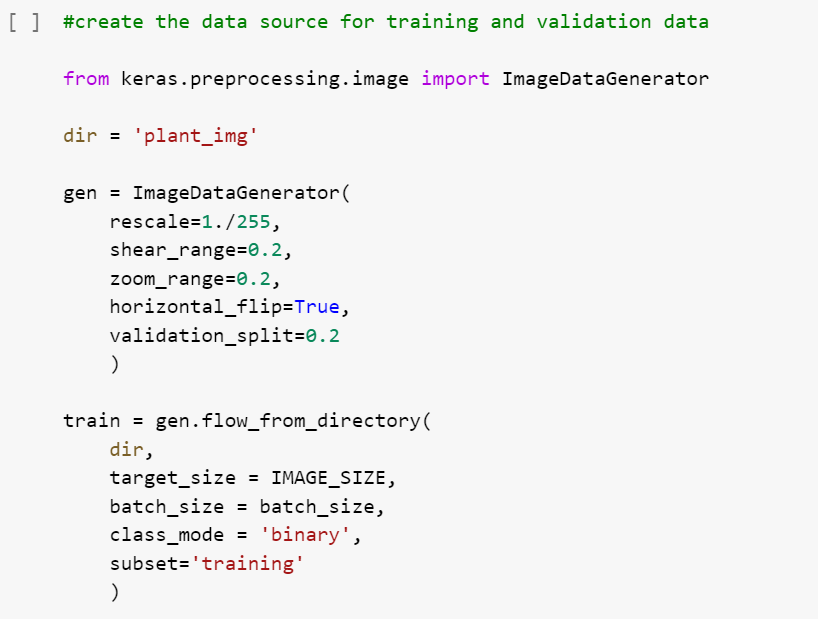 [ ] #create the data source for training and validation data
from keras.preprocessing.image import ImageDataGenerator
dir = 'plant_img'
gen = ImageDataGenerator(
    rescale=1./255,
    shear_range=0.2,
    zoom_range=0.2,
    horizontal_flip=True,
    validation_split=0.2
    )
train = gen.flow_from_directory(
    dir,
    target_size = IMAGE_SIZE,
    batch_size = batch_size,
    class_mode = 'binary',
    subset='training'
    )